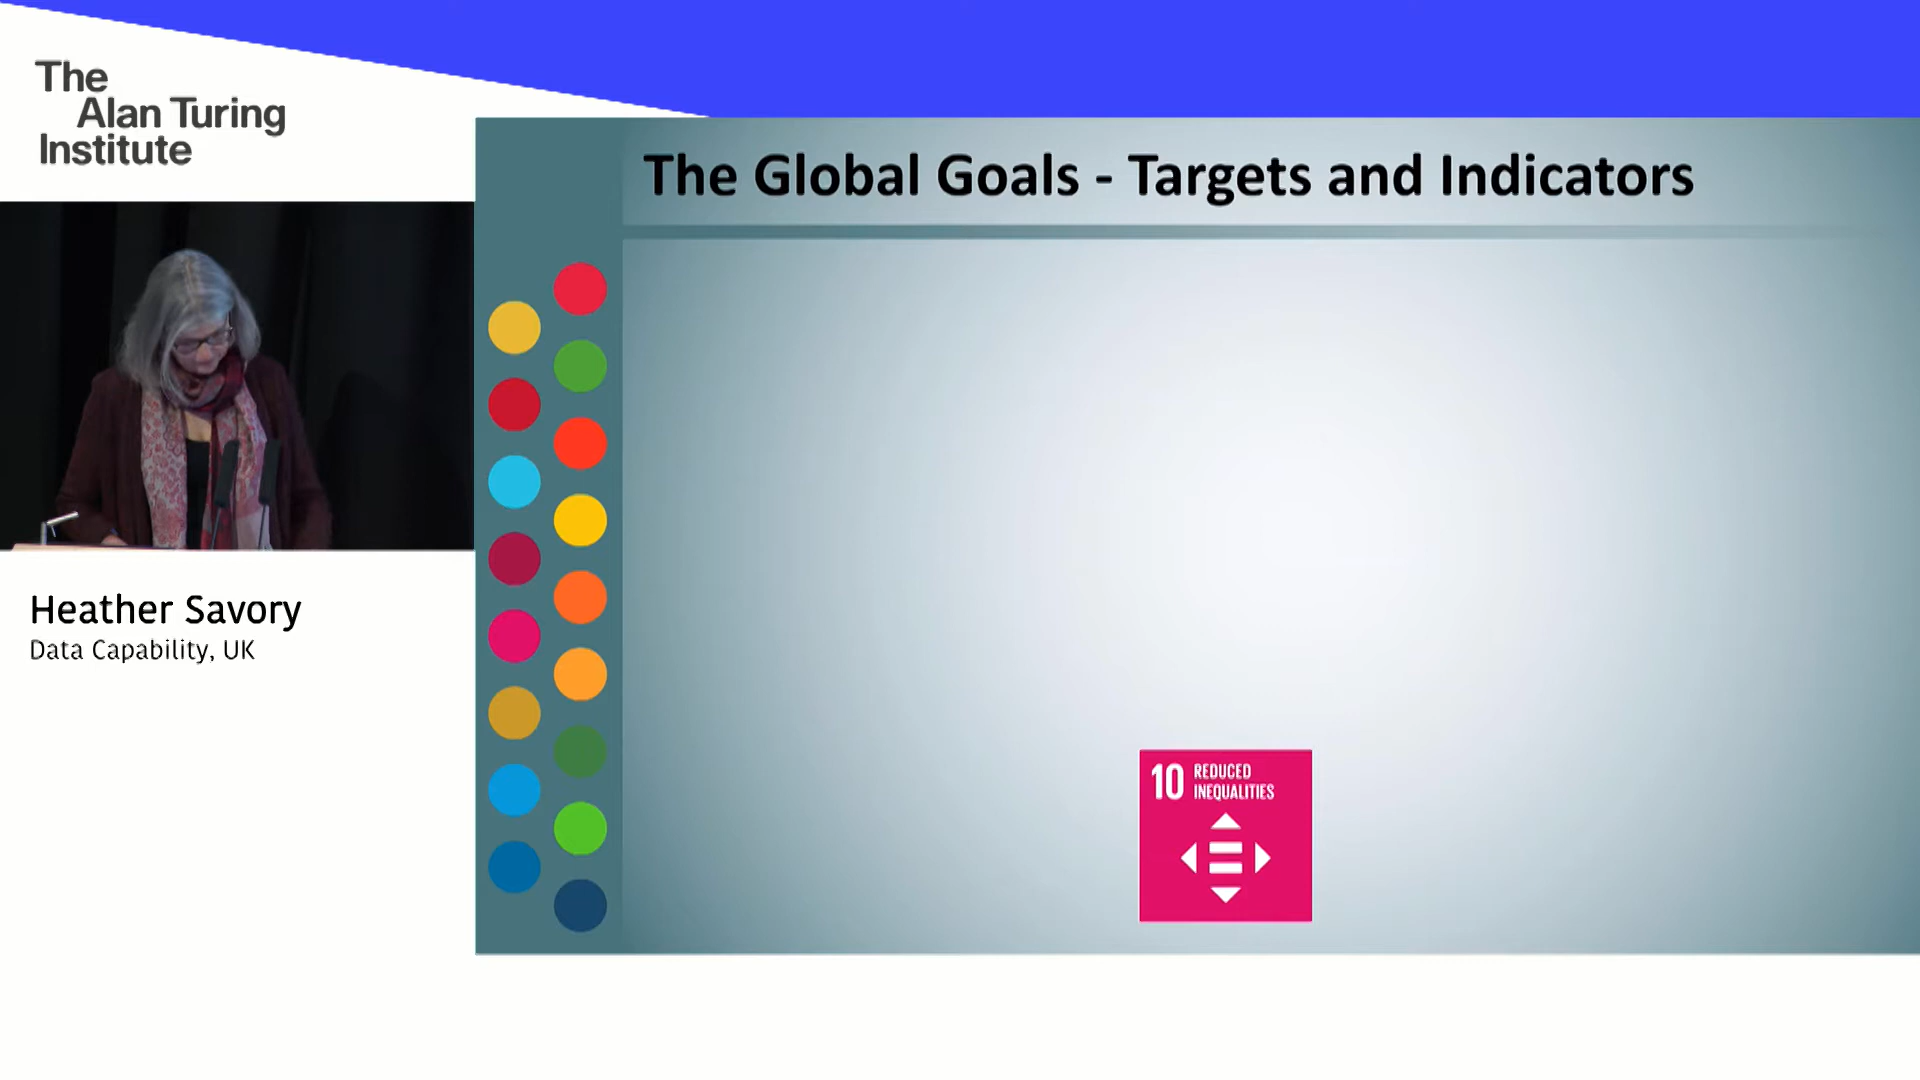 The
Alan Turing
Institute
The Global Goals - Targets and Indicators
Heather Savory
Data Capability, UK
10 REDUCED
INEQUALITIES